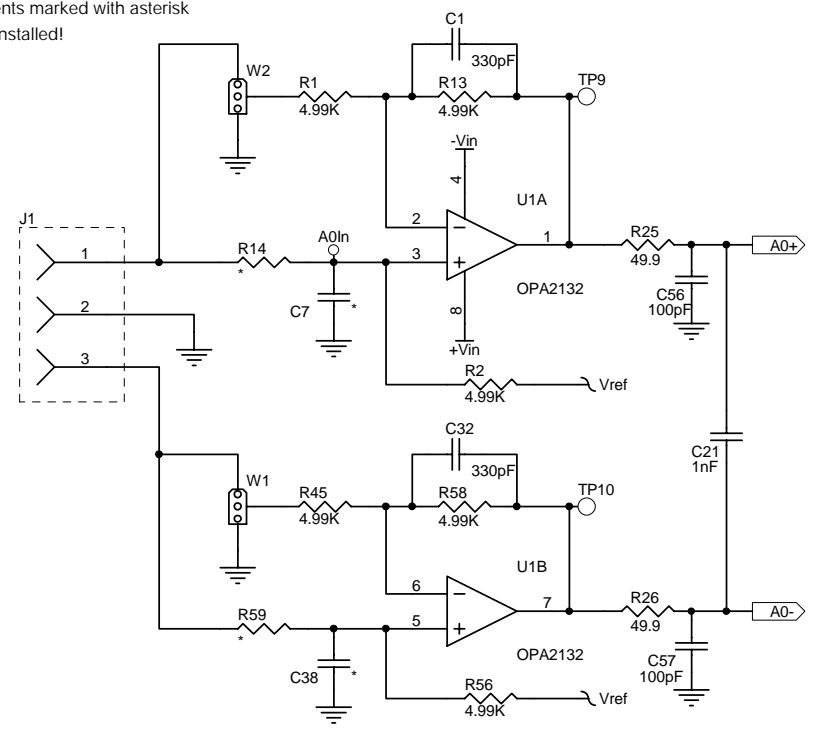 ents marked with asterisk
nstalled!
C1
330pF
TP9
W2
R1
4.99K
R13
4.99K
-Vin
4
U1A
2
1
R25
49.9
A0+
J1
1
R14
*
A0In
3
C7
*
8
OPA2132
C56
100pF
2
+Vin
3
R2
4.99K
Vref
C32
330pF
C21
1nF
W1
R45
4.99K
R58
4.99K
TP10
U1B
6
7
R26
49.9
A0-
R59
*
5
C38
*
OPA2132
C57
100pF
R56
4.99K
Vref